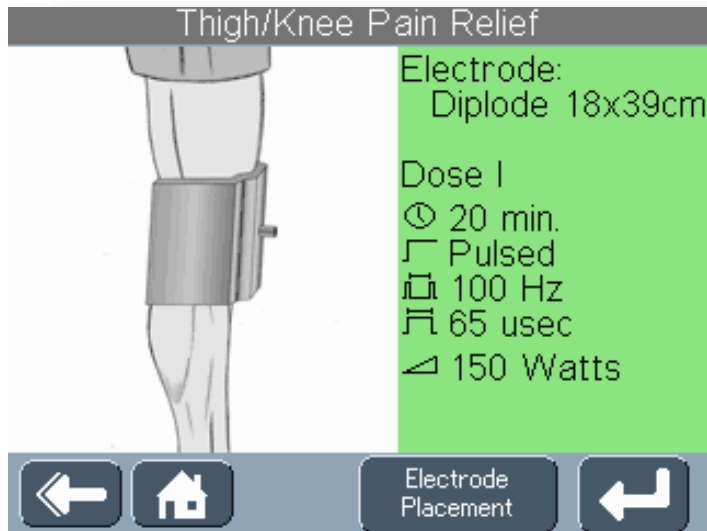 Thigh/Knee Pain Relief
Electrode:
Diplode 18x39cm
Dose I
20 min.
Pulsed
100 Hz
65 usec
150 Watts
Electrode
Placement